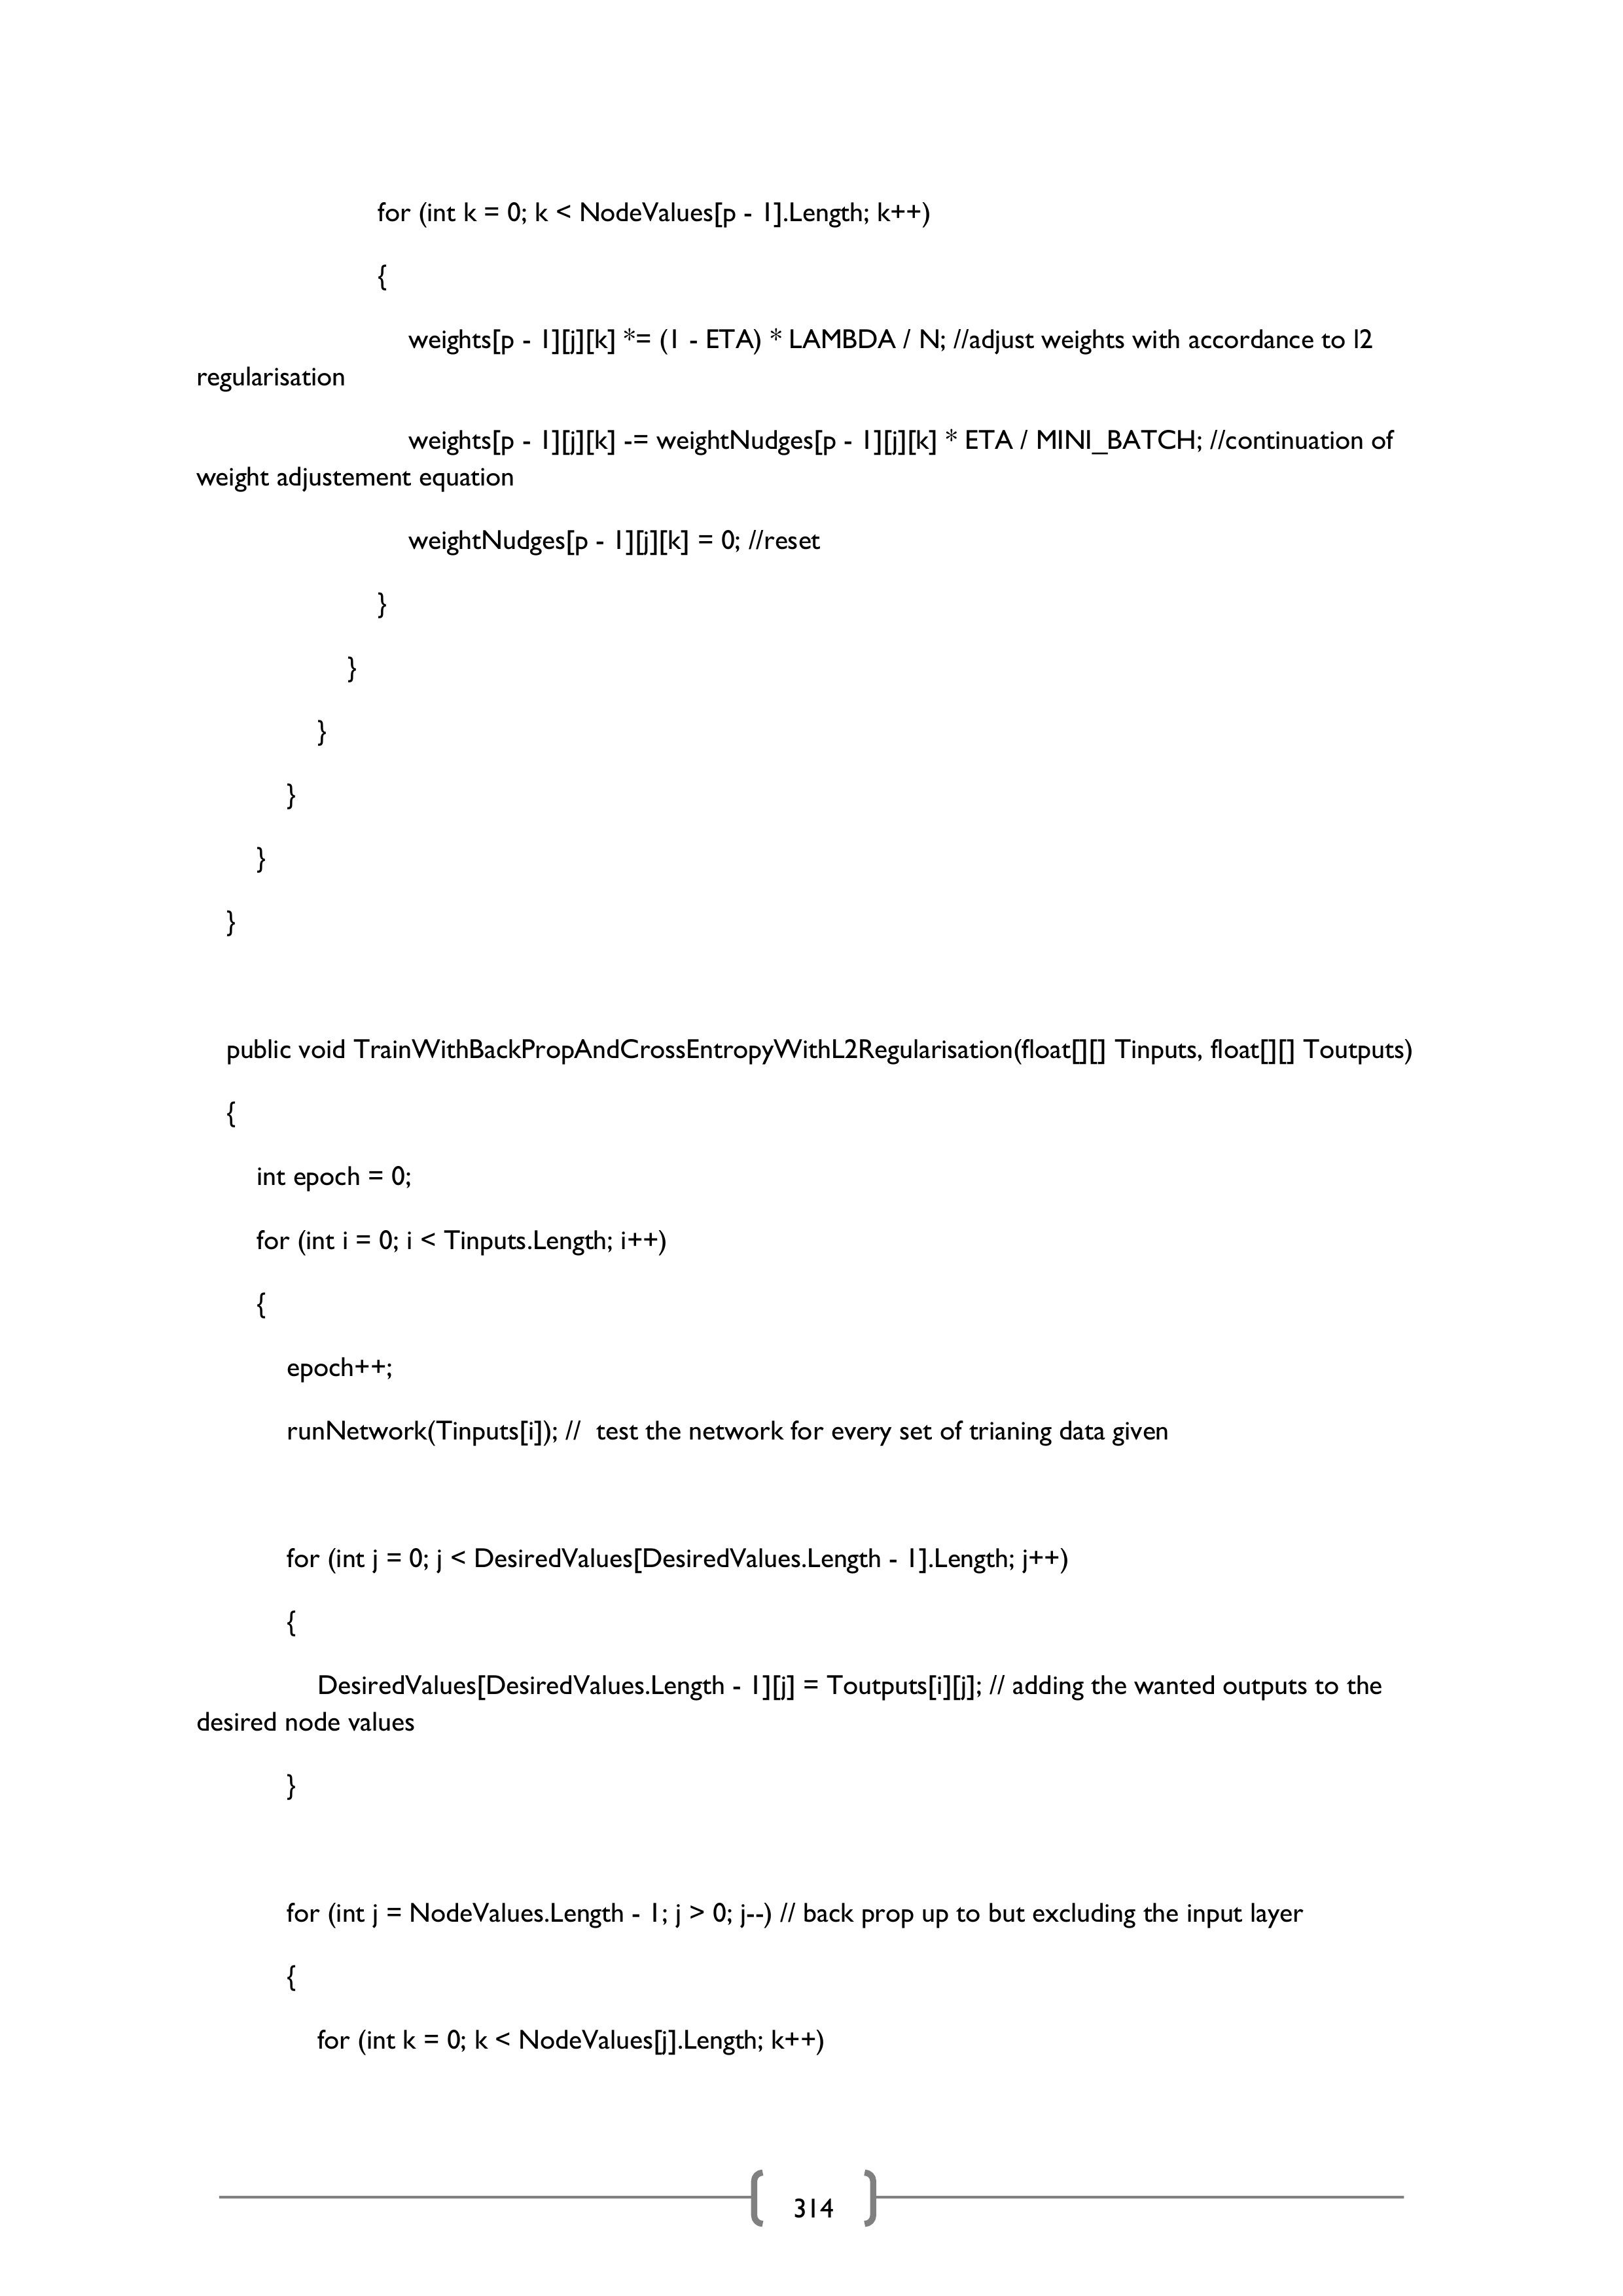 for (int k = 0; k < NodeValues[p - 1].Length; k++)
{
weights[p - 1][j][k] *= (1 - ETA) * LAMBDA / N; //adjust weights with accordance to l2
regularisation
weights[p - 1][j][k] -= weightNudges[p - 1][j][k] * ETA / MINI_BATCH; //continuation of
weight adjustement equation
weightNudges[p - 1][j][k] = 0; //reset
}
}
}
}
}
}
public void TrainWithBackPropAndCrossEntropyWithL2Regularisation(float[][] Tinputs, float[][] Toutputs)
{
int epoch = 0;
for (int i = 0; i < Tinputs.Length; i++)
{
epoch++;
runNetwork(Tinputs[i]); //  test the network for every set of trianing data given
for (int j = 0; j < DesiredValues[DesiredValues.Length - 1].Length; j++)
{
DesiredValues[DesiredValues.Length - 1][j] = Toutputs[i][j]; // adding the wanted outputs to the
desired node values
}
for (int j = NodeValues.Length - 1; j > 0; j--) // back prop up to but excluding the input layer
{
for (int k = 0; k < NodeValues[j].Length; k++)
314